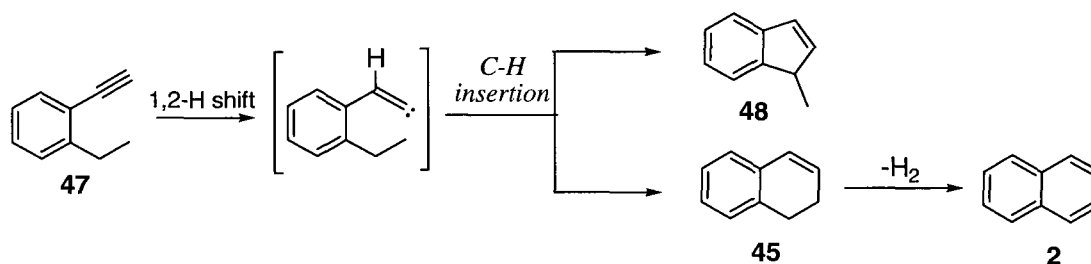 47
1,2-H shift
H
C-H
insertion
48
45
-H₂
2